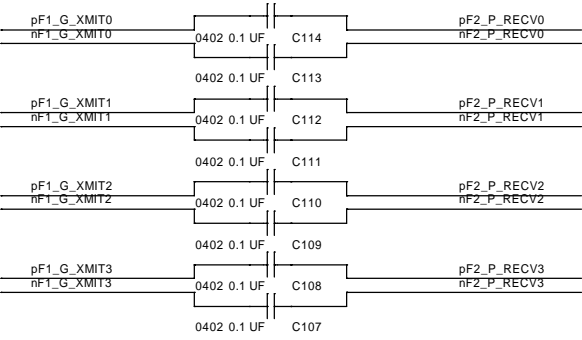 pF1_G_XMIT0 pF2_P_RECV0
nF1_G_XMIT0 0402 0.1 UF C114 nF2_P_RECV0
0402 0.1 UF C113
pF1_G_XMIT1 pF2_P_RECV1
nF1_G_XMIT1 0402 0.1 UF C112 nF2_P_RECV1
0402 0.1 UF C111
pF1_G_XMIT2 pF2_P_RECV2
nF1_G_XMIT2 0402 0.1 UF C110 nF2_P_RECV2
0402 0.1 UF C109
pF1_G_XMIT3 pF2_P_RECV3
nF1_G_XMIT3 0402 0.1 UF C108 nF2_P_RECV3
0402 0.1 UF C107